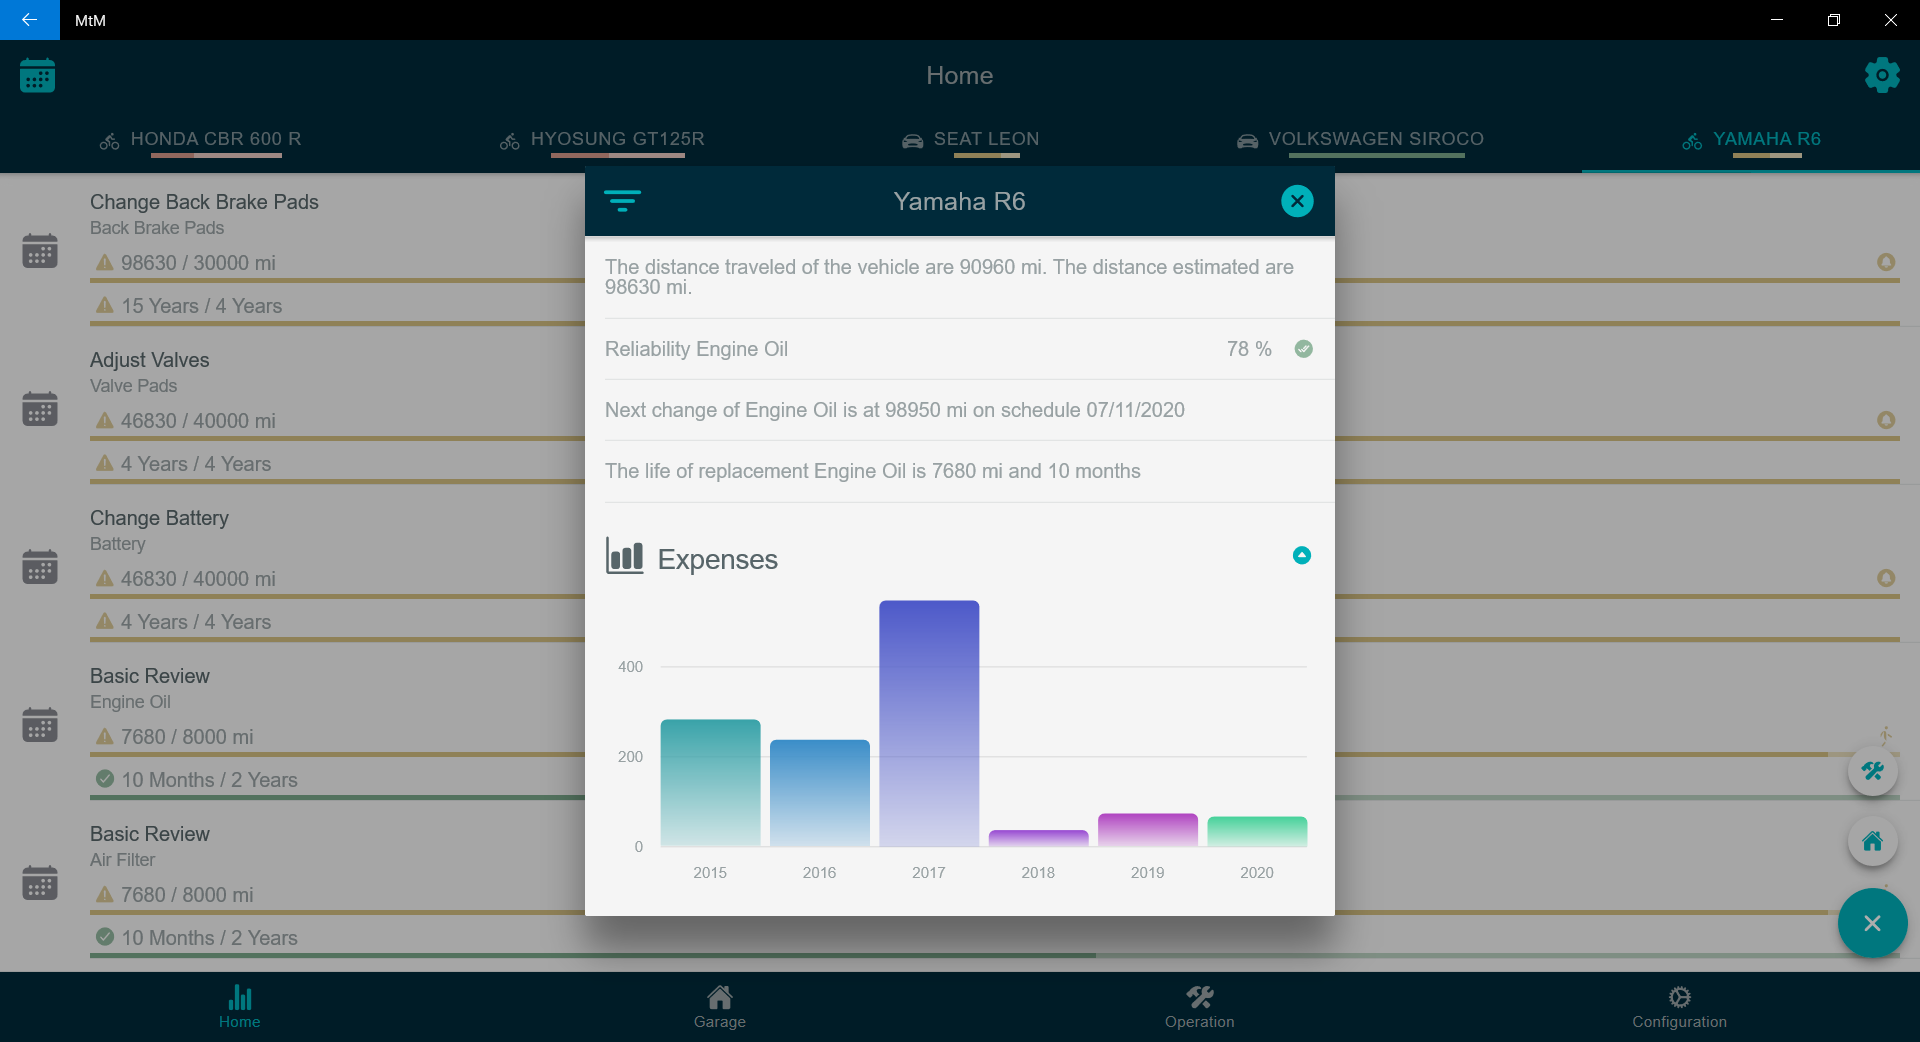 MtM
Home
HONDA CBR 600 R
HYOSUNG GT125R
SEAT LEON
VOLKSWAGEN SIROCO
YAMAHA R6
Change Back Brake Pads
Back Brake Pads
98630 / 30000 mi
15 Years / 4 Years
Adjust Valves
Valve Pads
46830 / 40000 mi
4 Years / 4 Years
Change Battery
Battery
46830 / 40000 mi
4 Years / 4 Years
Basic Review
Engine Oil
7680 / 8000 mi
10 Months / 2 Years
Basic Review
Air Filter
7680 / 8000 mi
10 Months / 2 Years
Yamaha R6
The distance traveled of the vehicle are 90960 mi. The distance estimated are
98630 mi.
Reliability Engine Oil 78 %
Next change of Engine Oil is at 98950 mi on schedule 07/11/2020
The life of replacement Engine Oil is 7680 mi and 10 months
Expenses
400
200
0
2015 2016 2017 2018 2019 2020
Home
Garage
Operation
Configuration